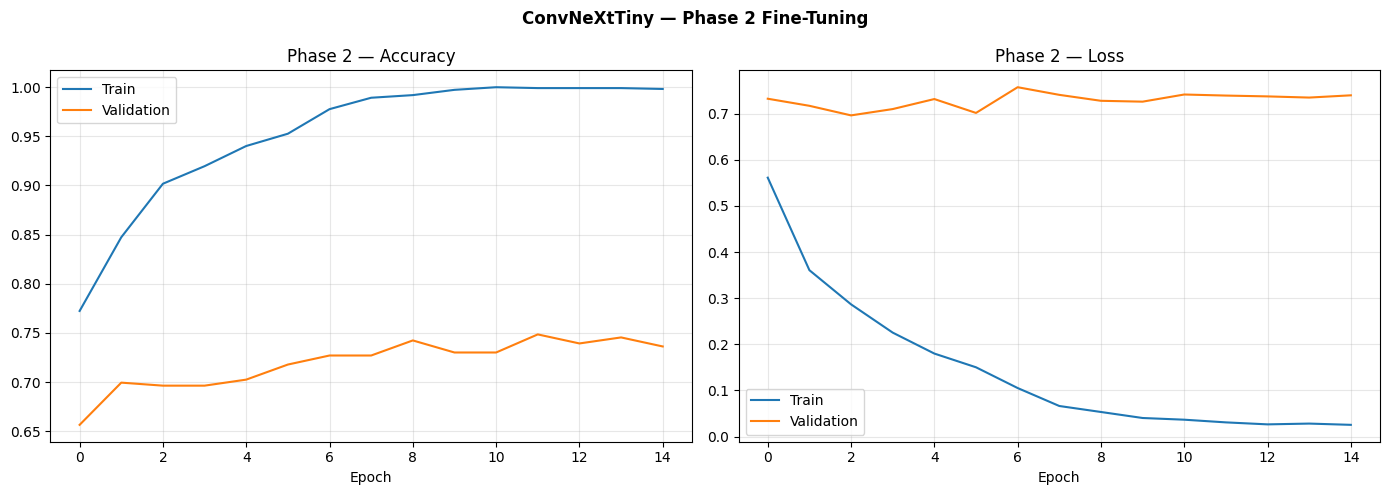 ConvNeXtTiny — Phase 2 Fine-Tuning
Phase 2 — Accuracy
Train
Validation
1.00
0.95
0.90
0.85
0.80
0.75
0.70
0.65
0 2 4 6 8 10 12 14
Epoch
Phase 2 — Loss
0.7
0.6
0.5
0.4
0.3
0.2
0.1
0.0
Train
Validation
0 2 4 6 8 10 12 14
Epoch